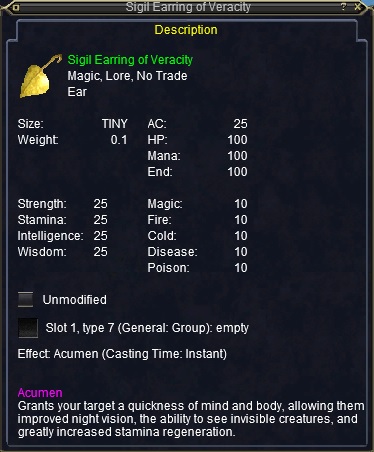 Sigil Earring of Veracity ? X
Description
Sigil Earring of Veracity
Magic, Lore, No Trade
Ear
Size: TINY AC: 25
Weight: 0.1 HP: 100
Mana: 100
End: 100
Strength: 25 Magic: 10
Stamina: 25 Fire: 10
Intelligence: 25 Cold: 10
Wisdom: 25 Disease: 10
Poison: 10
Unmodified
Slot 1, type 7 (General: Group): empty
Effect: Acumen (Casting Time: Instant)
Acumen
Grants your target a quickness of mind and body, allowing them
improved night vision, the ability to see invisible creatures, and
greatly increased stamina regeneration.